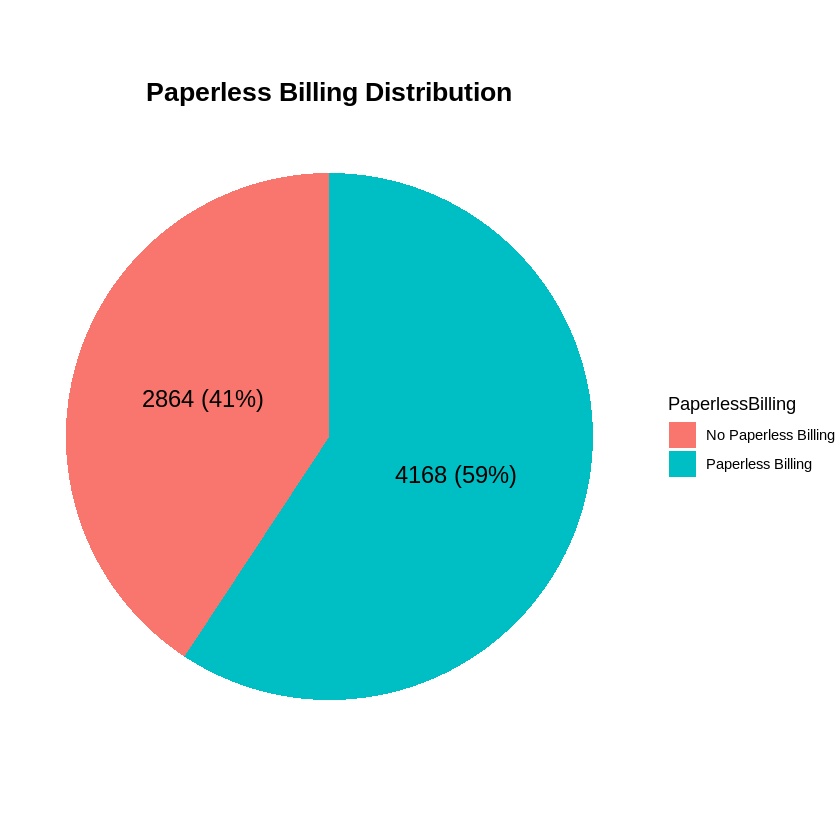 Paperless Billing Distribution
2864 (41%)
4168 (59%)
PaperlessBilling
No Paperless Billing
Paperless Billing